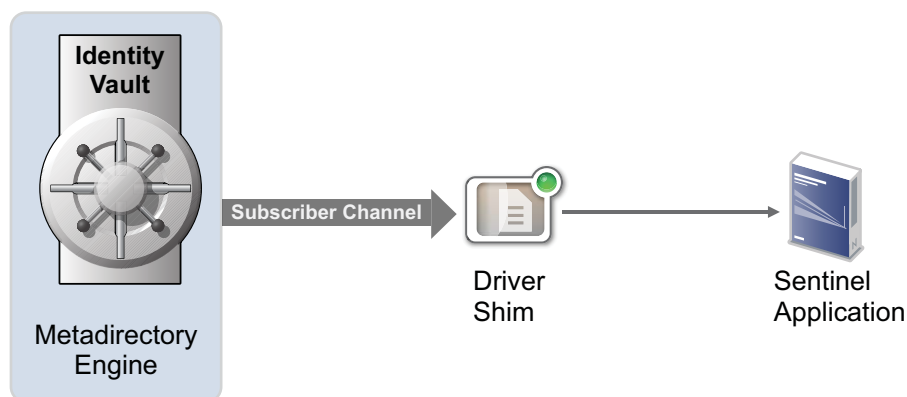 Identity
Vault
Subscriber Channel
Driver
Shim
Sentinel
Application
Metadirectory
Engine